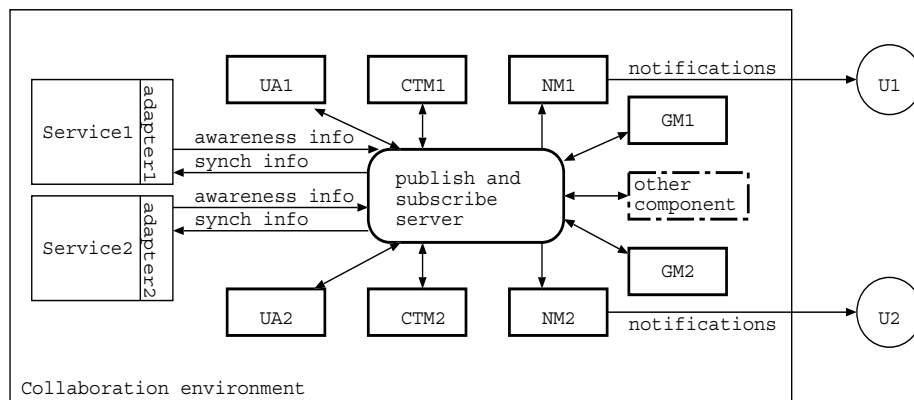 UA1
CTM1
NM1
notifications
U1
Service1
adapter1
awareness info
synch info
GM1
publish and
subscribe
server
other
component
Service2
adapter2
awareness info
synch info
GM2
UA2
CTM2
NM2
notifications
U2
Collaboration environment